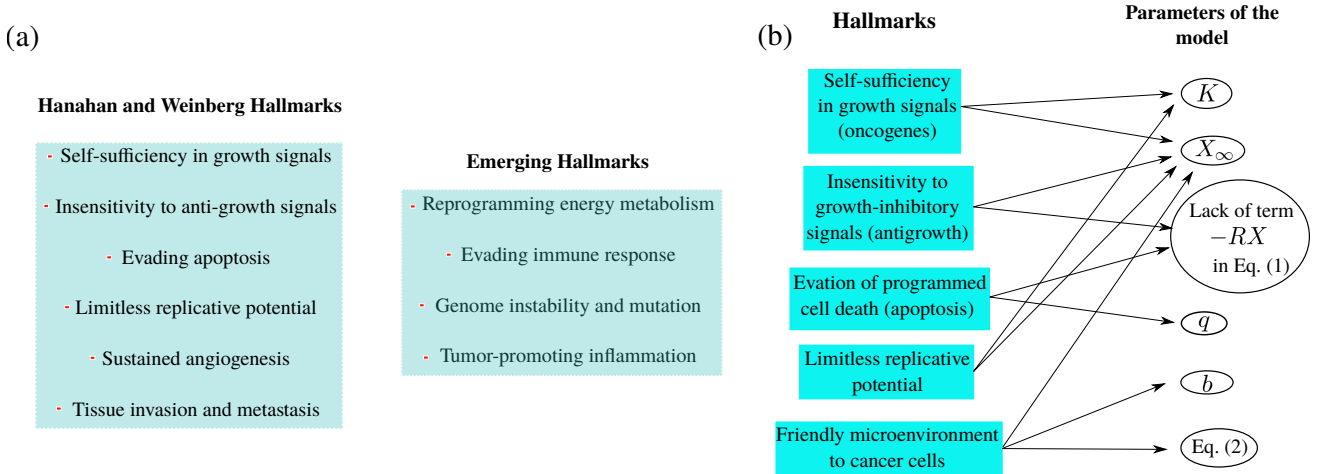 (a)
Hanahan and Weinberg Hallmarks
- Self-sufficiency in growth signals
- Insensitivity to anti-growth signals
- Evading apoptosis
- Limitless replicative potential
- Sustained angiogenesis
- Tissue invasion and metastasis
Emerging Hallmarks
- Reprogramming energy metabolism
- Evading immune response
- Genome instability and mutation
- Tumor-promoting inflammation
(b)
Hallmarks
Self-sufficiency
in growth signals
(oncogenes)
Insensitivity to
growth-inhibitory
signals (antigrowth)
Evation of programmed
cell death (apoptosis)
Limitless replicative
potential
Friendly microenvironment
to cancer cells
Parameters of the
model
K
X∞
Lack of term
−RX
in Eq. (1)
q
b
Eq. (2)